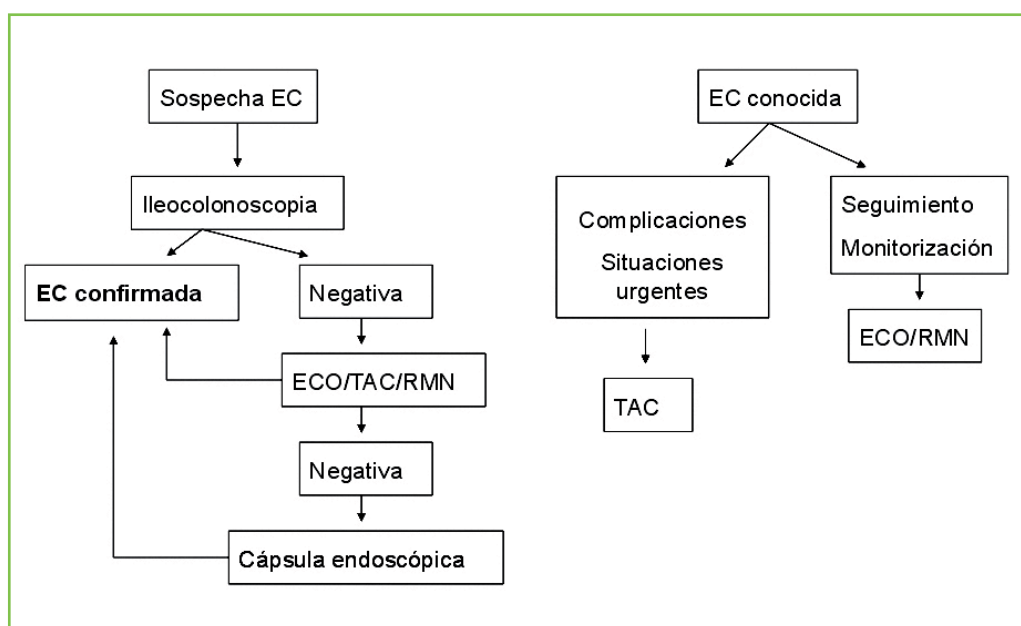 Sospecha EC
Ileocolonoscopia
EC confirmada
Negativa
ECO/TAC/RMN
Negativa
Cápsula endoscópica
EC conocida
Complicaciones
Situaciones
urgentes
TAC
Seguimiento
Monitorización
ECO/RMN